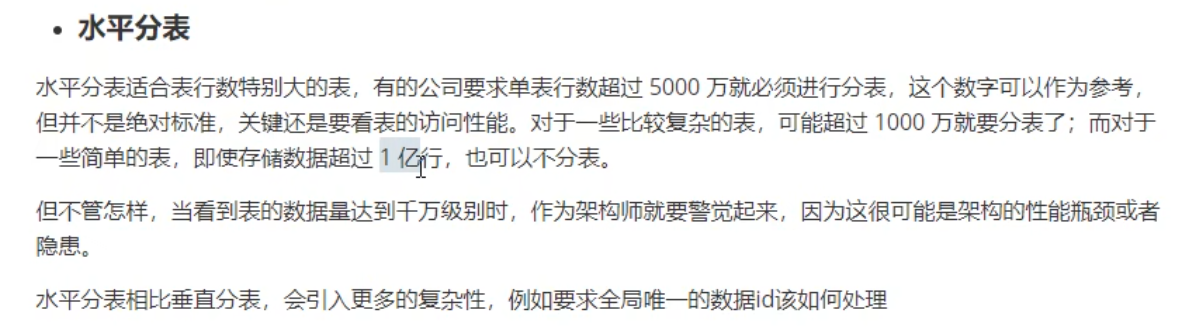 • 水平分表
水平分表适合表行数特别大的表，有的公司要求单表行数超过 5000 万就必须进行分表，这个数字可以作为参考，
但并不是绝对标准，关键还是要看表的访问性能。对于一些比较复杂的表，可能超过 1000 万就要分表了；而对于
一些简单的表，即使存储数据超过 1 亿行，也可以不分表。
但不管怎样，当看到表的数据量达到千万级别时，作为架构师就要警觉起来，因为这很可能是架构的性能瓶颈或者
隐患。
水平分表相比垂直分表，会引入更多的复杂性，例如要求全局唯一的数据id该如何处理